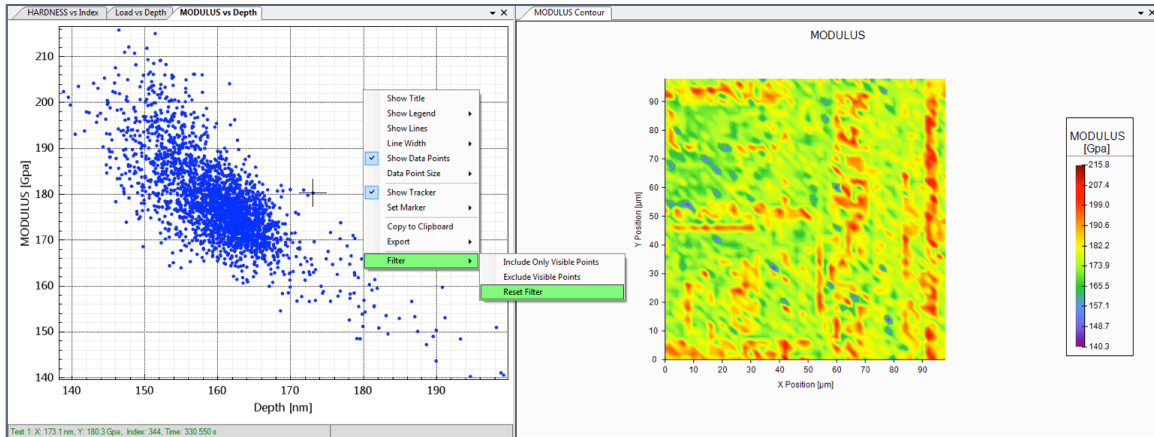 HARDNESS vs Index
Load vs Depth
MODULUS vs Depth
MODULUS Contour
MODULUS
MODULUS [Gpa]
210
200
190
180
170
160
150
140
140
150
160
170
180
190
Depth [nm]
Show Title
Show Legend
Show Lines
Line Width
Show Data Points
Data Point Size
Show Tracker
Set Marker
Copy to Clipboard
Export
Filter
Include Only Visible Points
Exclude Visible Points
Reset Filter
Test 1: X: 173.1 nm, Y: 180.3 Gpa, Index: 344, Time: 330.550 s
Y Position [µm]
90
80
70
60
50
40
30
20
10
0
0
10
20
30
40
50
60
70
80
90
X Position [µm]
MODULUS
[Gpa]
215.8
207.4
199.0
190.6
182.2
173.9
165.5
157.1
148.7
140.3